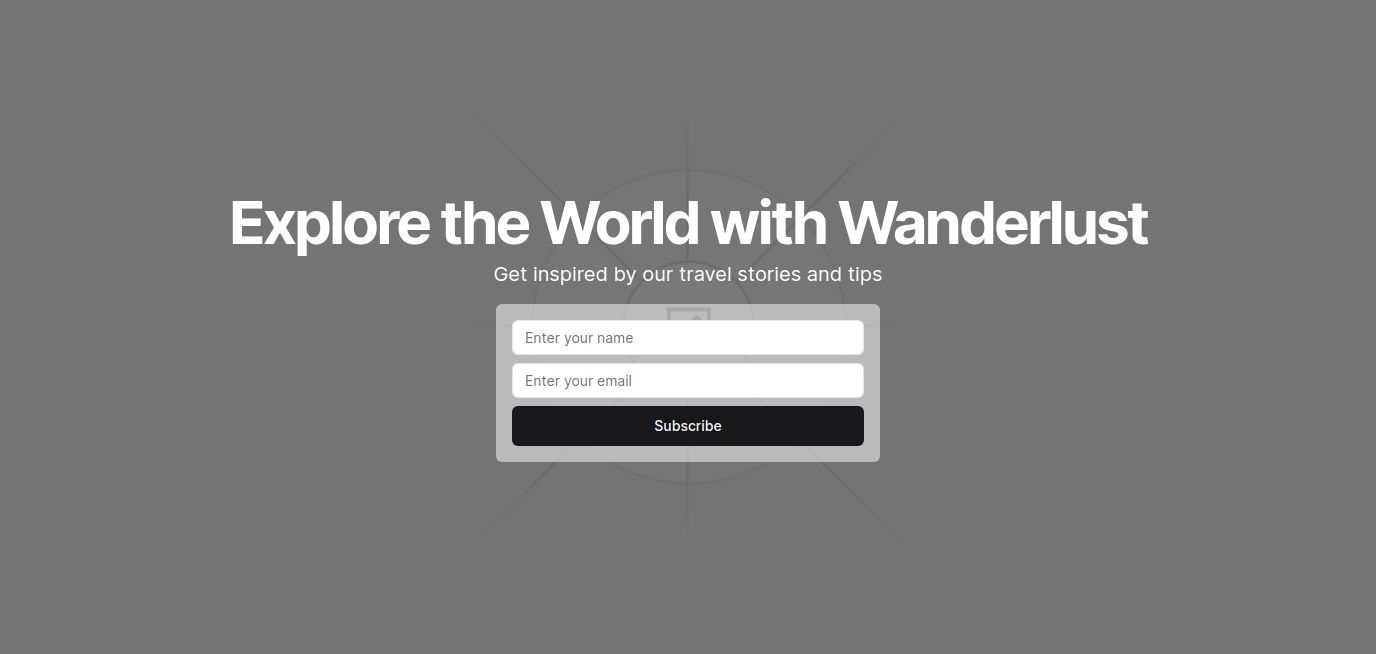 Explore the World with Wanderlust
Get inspired by our travel stories and tips
Enter your name
Enter your email
Subscribe